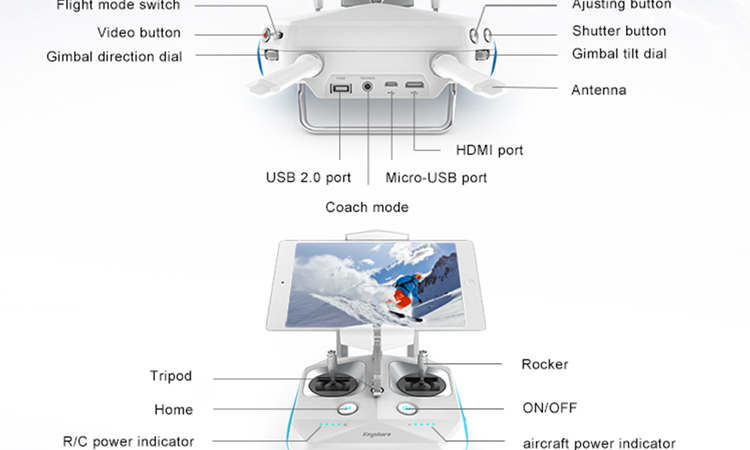 Flight mode switch
Ajusting button
Video button
Shutter button
Gimbal direction dial
Gimbal tilt dial
Antenna
HDMI port
USB 2.0 port
Micro-USB port
Coach mode
Rocker
Tripod
Home
ON/OFF
R/C power indicator
aircraft power indicator